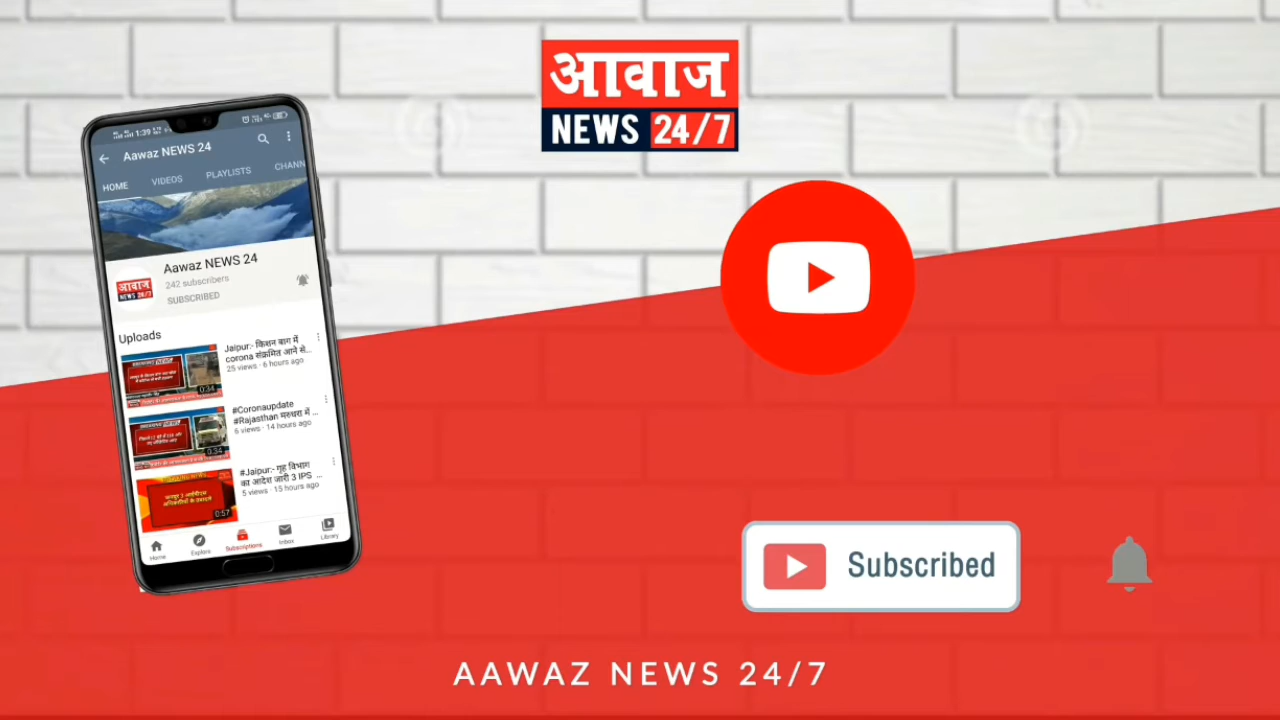 आवाज
NEWS 24/7
1:39
Aawaz NEWS 24
HOME VIDEOS PLAYLISTS CHANN
Aawaz NEWS 24
242 subscribers
SUBSCRIBED
आवाज
NEWS 24/7
Uploads
Jaipur:- किशन बाग में
corona संक्रमित आने से...
25 views · 6 hours ago
0:34
#Coronaupdate
#Rajasthan मरुधरा में ...
6 views · 14 hours ago
0:34
#Jaipur:- गृह विभाग
का आदेश जारी 3 IPS ...
5 views · 15 hours ago
0:57
Home Explore Subscriptions Inbox Library
Subscribed
AAWAZ NEWS 24/7